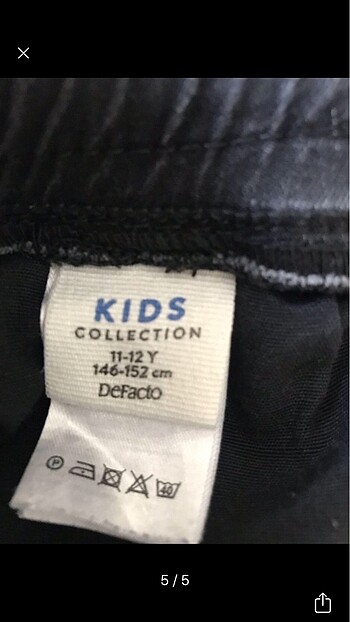 KIDS
COLLECTION
11-12 Y
146-152 cm
DeFacto
P 40
5/5